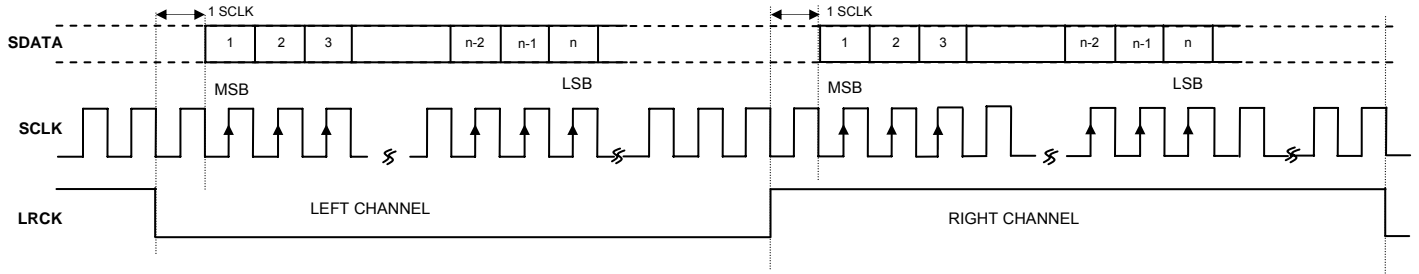 1 SCLK 1 SCLK
SDATA 1 2 3 n-2 n-1 n 1 2 3 n-2 n-1 n
MSB LSB MSB LSB
SCLK
LRCK LEFT CHANNEL RIGHT CHANNEL